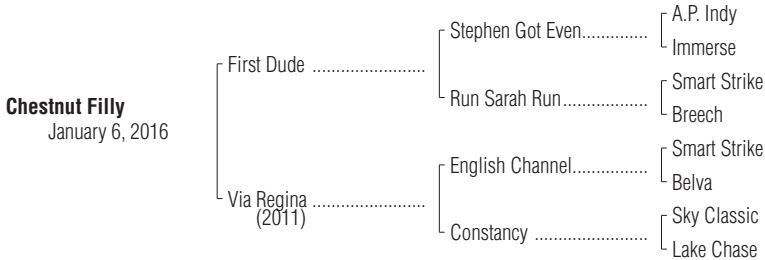 Chestnut Filly
January 6, 2016
First Dude ........................
Via Regina ........................
(2011)
Stephen Got Even..............
Run Sarah Run..................
English Channel................
Constancy ........................
A.P. Indy
Immerse
Smart Strike
Breech
Smart Strike
Belva
Sky Classic
Lake Chase